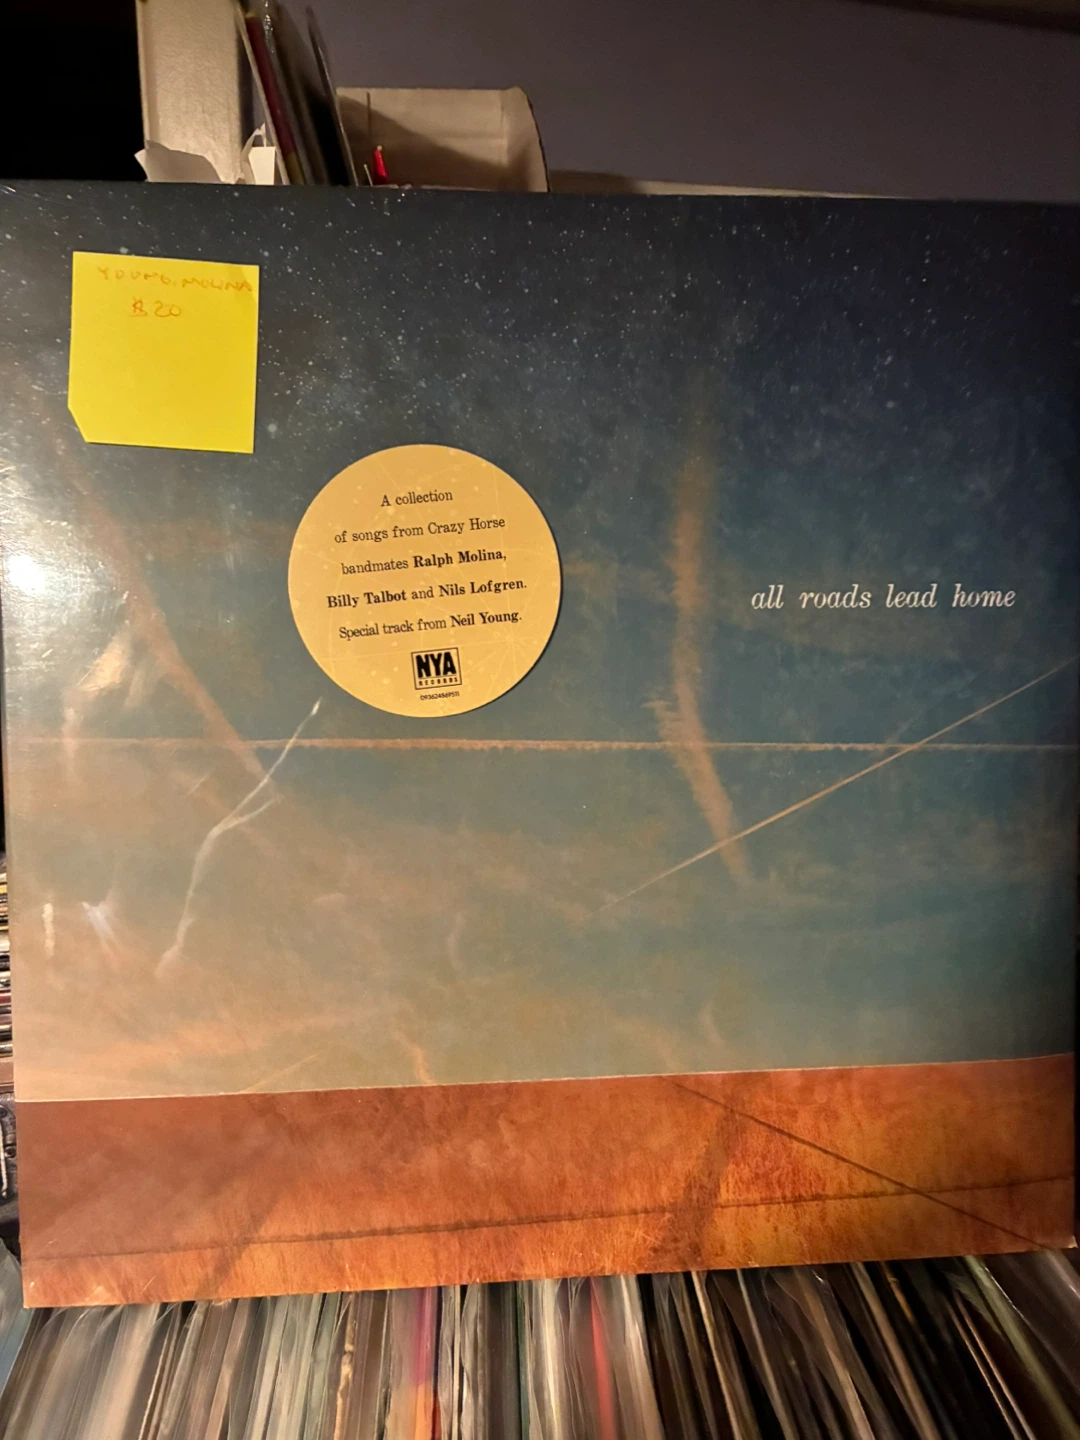 YOUNG, MOLINA
$20
A collection
of songs from Crazy Horse
bandmates Ralph Molina,
Billy Talbot and Nils Lofgren.
Special track from Neil Young.
NYA
RECORDS
all roads lead home